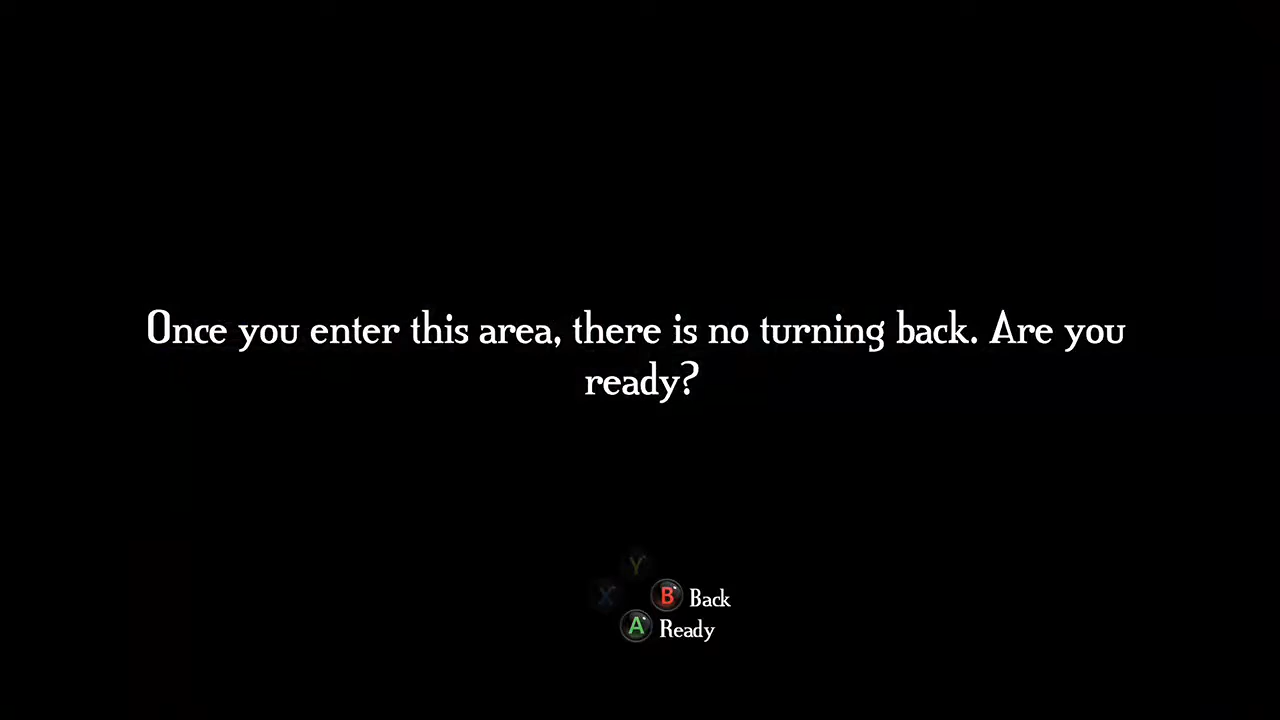 Once you enter this area, there is no turning back. Are you
ready?
Y
X B Back
A Ready